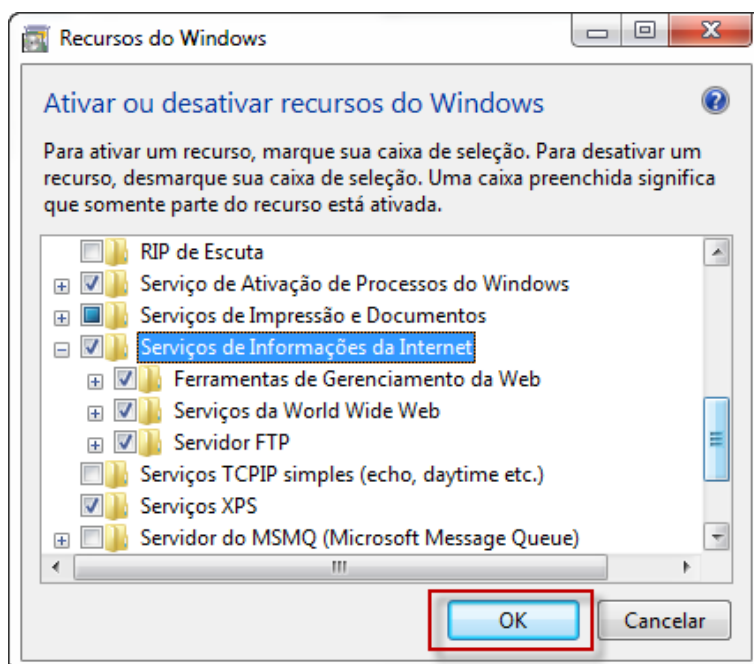 Recursos do Windows
Ativar ou desativar recursos do Windows
Para ativar um recurso, marque sua caixa de seleção. Para desativar um
recurso, desmarque sua caixa de seleção. Uma caixa preenchida significa
que somente parte do recurso está ativada.
RIP de Escuta
Serviço de Ativação de Processos do Windows
Serviços de Impressão e Documentos
Serviços de Informações da Internet
Ferramentas de Gerenciamento da Web
Serviços da World Wide Web
Servidor FTP
Serviços TCPIP simples (echo, daytime etc.)
Serviços XPS
Servidor do MSMQ (Microsoft Message Queue)
OK
Cancelar